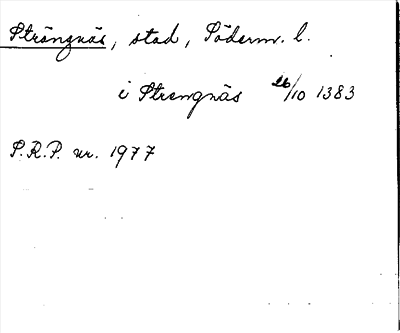 Strängnäs, stad, Söderm. l.
i Strengnäs 26/10 1383
S.R.P. nr. 1977